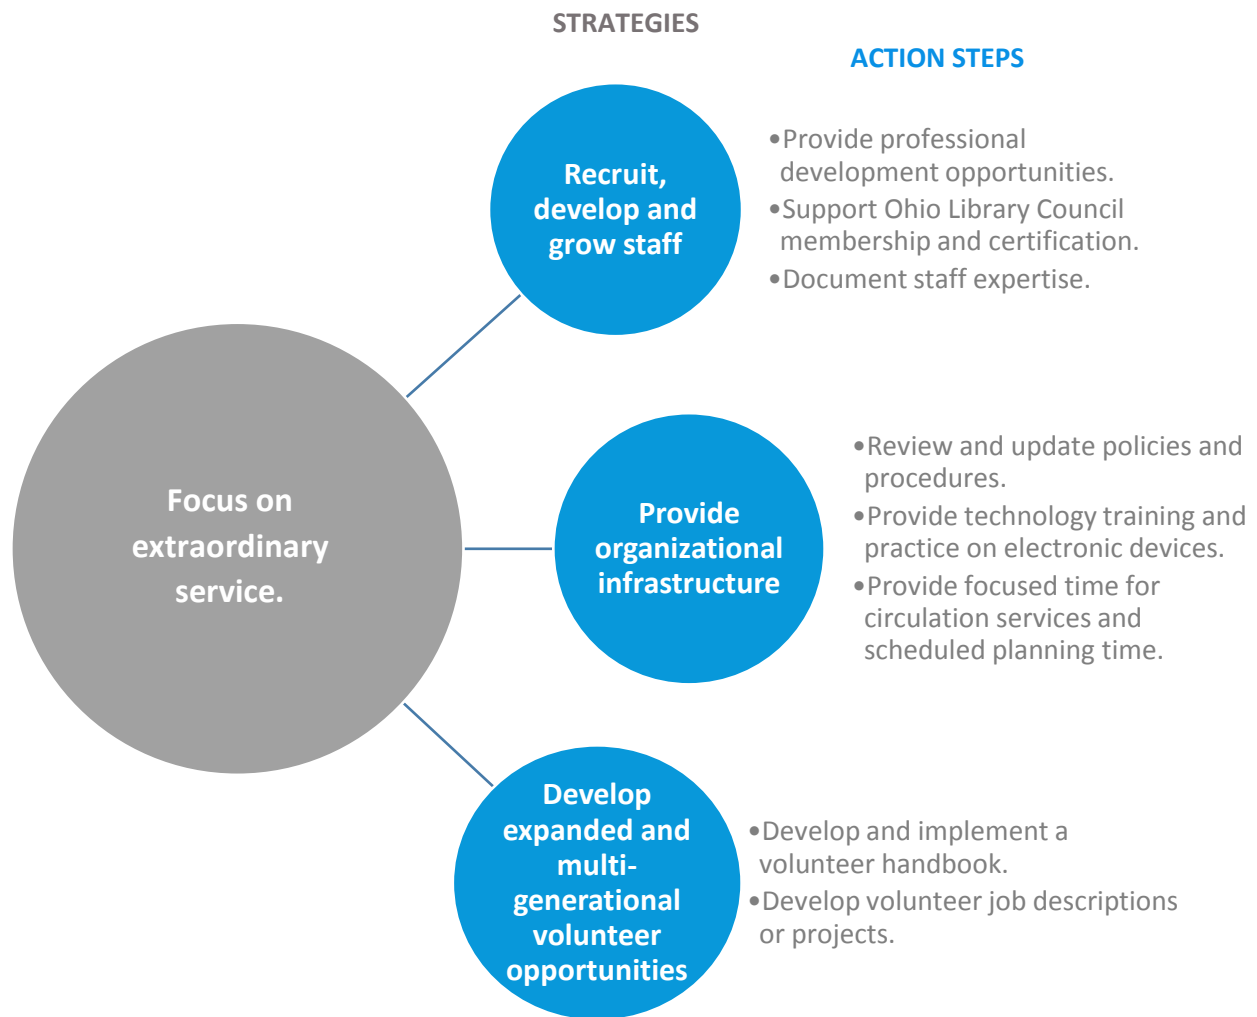 STRATEGIES
ACTION STEPS
Recruit,
develop and
grow staff
•Provide professional
development opportunities.
•Support Ohio Library Council
membership and certification.
•Document staff expertise.
Focus on
extraordinary
service.
Provide
organizational
infrastructure
•Review and update policies and
procedures.
•Provide technology training and
practice on electronic devices.
•Provide focused time for
circulation services and
scheduled planning time.
Develop
expanded and
multi-
generational
volunteer
opportunities
•Develop and implement a
volunteer handbook.
•Develop volunteer job descriptions
or projects.